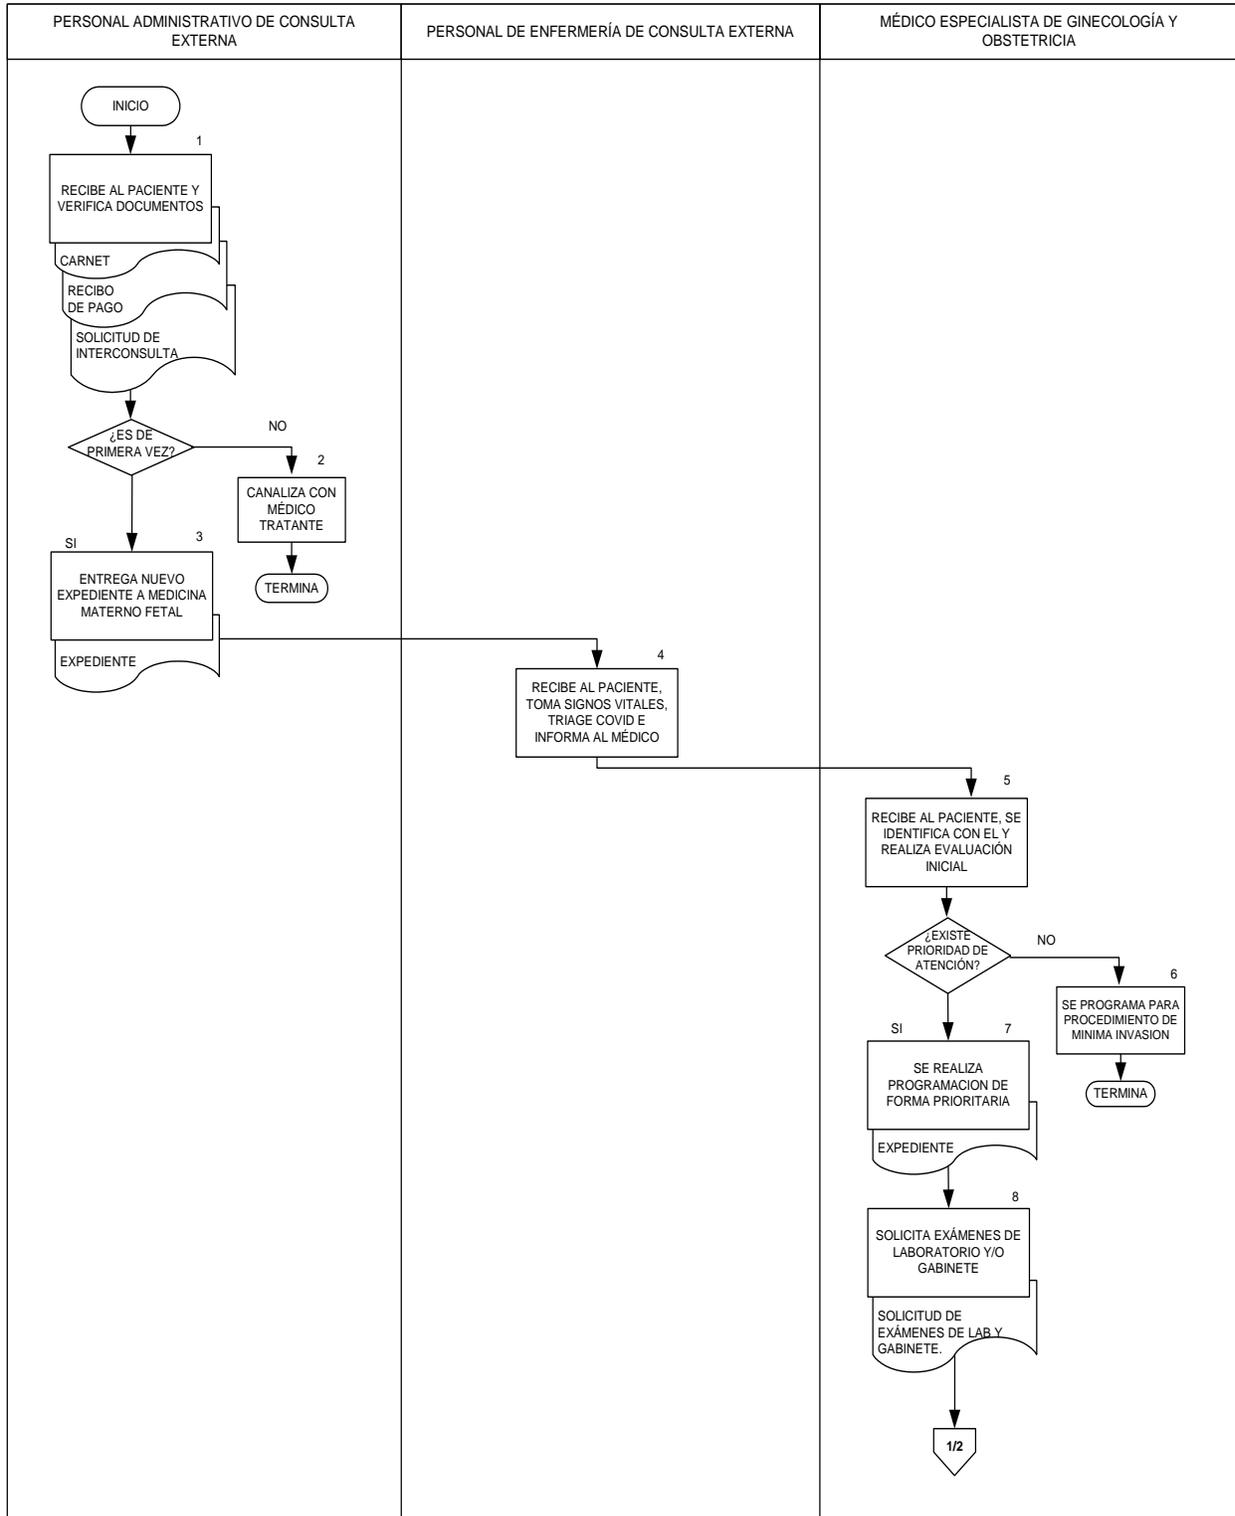 PERSONAL ADMINISTRATIVO DE CONSULTA
EXTERNA
PERSONAL DE ENFERMERÍA DE CONSULTA EXTERNA
MÉDICO ESPECIALISTA DE GINECOLOGÍA Y
OBSTETRICIA
INICIO
1
RECIBE AL PACIENTE Y
VERIFICA DOCUMENTOS
CARNET
RECIBO
DE PAGO
SOLICITUD DE
INTERCONSULTA
¿ES DE
PRIMERA VEZ?
NO
2
CANALIZA CON
MÉDICO
TRATANTE
TERMINA
SI
3
ENTREGA NUEVO
EXPEDIENTE A MEDICINA
MATERNO FETAL
EXPEDIENTE
4
RECIBE AL PACIENTE,
TOMA SIGNOS VITALES,
TRIAGE COVID E
INFORMA AL MÉDICO
5
RECIBE AL PACIENTE, SE
IDENTIFICA CON EL Y
REALIZA EVALUACIÓN
INICIAL
¿EXISTE
PRIORIDAD DE
ATENCIÓN?
NO
6
SE PROGRAMA PARA
PROCEDIMIENTO DE
MINIMA INVASION
TERMINA
SI
7
SE REALIZA
PROGRAMACION DE
FORMA PRIORITARIA
EXPEDIENTE
8
SOLICITA EXÁMENES DE
LABORATORIO Y/O
GABINETE
SOLICITUD DE
EXÁMENES DE LAB Y
GABINETE.
1/2